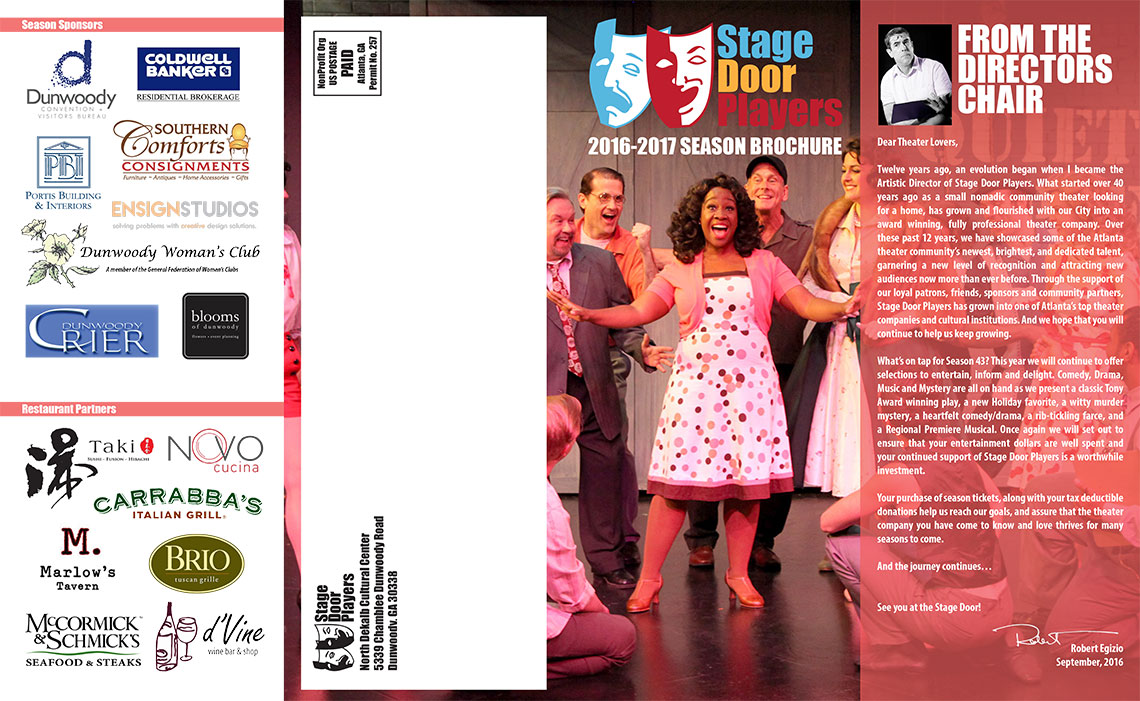 Season Sponsors
d
Dunwoody
CONVENTION +
VISITORS BUREAU
COLDWELL
BANKER
RESIDENTIAL BROKERAGE
PBI
PORTIS BUILDING
& INTERIORS
SOUTHERN
COMFORTS
CONSIGNMENTS
Furniture ~ Antiques ~ Home Accessories ~ Gifts
ENSIGNSTUDIOS
solving problems with creative design solutions.
Dunwoody Woman's Club
A member of the General Federation of Women's Clubs
DUNWOODY
CRIER
blooms
of dunwoody
flowers + event planning
Restaurant Partners
Taki
SUSHI - FUSION - HIBACHI
NOVO
cucina
CARRABBA'S
ITALIAN GRILL®
M.
Marlow's
Tavern
BRIO
tuscan grille
MCCORMICK
& SCHMICK'S
SEAFOOD & STEAKS
d'Vine
wine bar & shop
NonProfit Org
US POSTAGE
PAID
Atlanta, GA
Permit No. 257
Stage
Door
Players
North Dekalb Cultural Center
5339 Chamblee Dunwoody Road
Dunwoody, GA 30338
Stage
Door
Players
2016-2017 SEASON BROCHURE
QUIET
FROM THE
DIRECTORS
CHAIR
Dear Theater Lovers,
Twelve years ago, an evolution began when I became the
Artistic Director of Stage Door Players. What started over 40
years ago as a small nomadic community theater looking
for a home, has grown and flourished with our City into an
award winning, fully professional theater company. Over
these past 12 years, we have showcased some of the Atlanta
theater community's newest, brightest, and dedicated talent,
garnering a new level of recognition and attracting new
audiences now more than ever before. Through the support of
our loyal patrons, friends, sponsors and community partners,
Stage Door Players has grown into one of Atlanta's top theater
companies and cultural institutions. And we hope that you will
continue to help us keep growing.
What's on tap for Season 43? This year we will continue to offer
selections to entertain, inform and delight. Comedy, Drama,
Music and Mystery are all on hand as we present a classic Tony
Award winning play, a new Holiday favorite, a witty murder
mystery, a heartfelt comedy/drama, a rib-tickling farce, and
a Regional Premiere Musical. Once again we will set out to
ensure that your entertainment dollars are well spent and
your continued support of Stage Door Players is a worthwhile
investment.
Your purchase of season tickets, along with your tax deductible
donations help us reach our goals, and assure that the theater
company you have come to know and love thrives for many
seasons to come.
And the journey continues…
See you at the Stage Door!
Robert
Robert Egizio
September, 2016